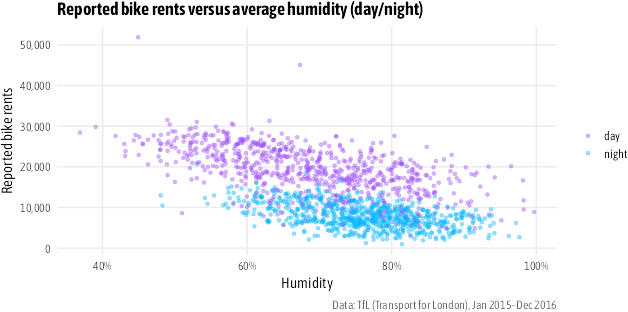 Reported bike rents versus average humidity (day/night)
Reported bike rents
50,000
40,000
30,000
20,000
10,000
0
40%
60%
80%
100%
Humidity
day
night
Data: TfL (Transport for London), Jan 2015–Dec 2016